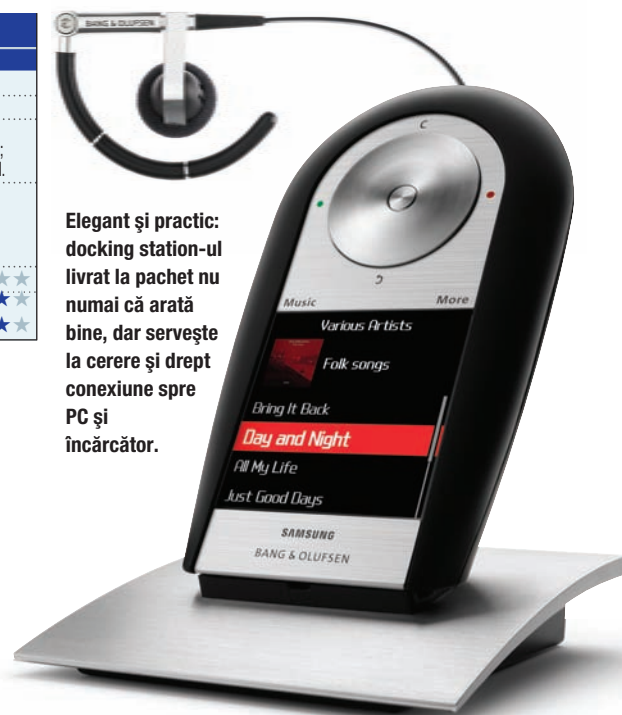 BANG & OLUFSEN
Elegant şi practic:
docking station-ul
livrat la pachet nu
numai că arată
bine, dar serveşte
la cerere şi drept
conexiune spre
PC şi
încărcător.
C
Music
More
Various Artists
Folk songs
Bring It Back
Day and Night
All My Life
Just Good Days
SAMSUNG
BANG & OLUFSEN